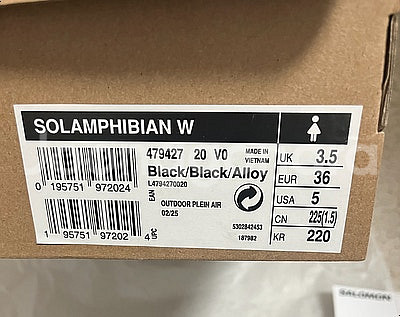 SOLAMPHIBIAN W
479427 20 V0
MADE IN
VIETNAM
Black/Black/Alloy
L4794270020
EAN
0 195751 972024
OUTDOOR PLEIN AIR
02/25
1 95751 97202 4
UPC
5302842453
187982
UK 3.5
EUR 36
USA 5
CN 225(1.5)
KR 220
SALOMON